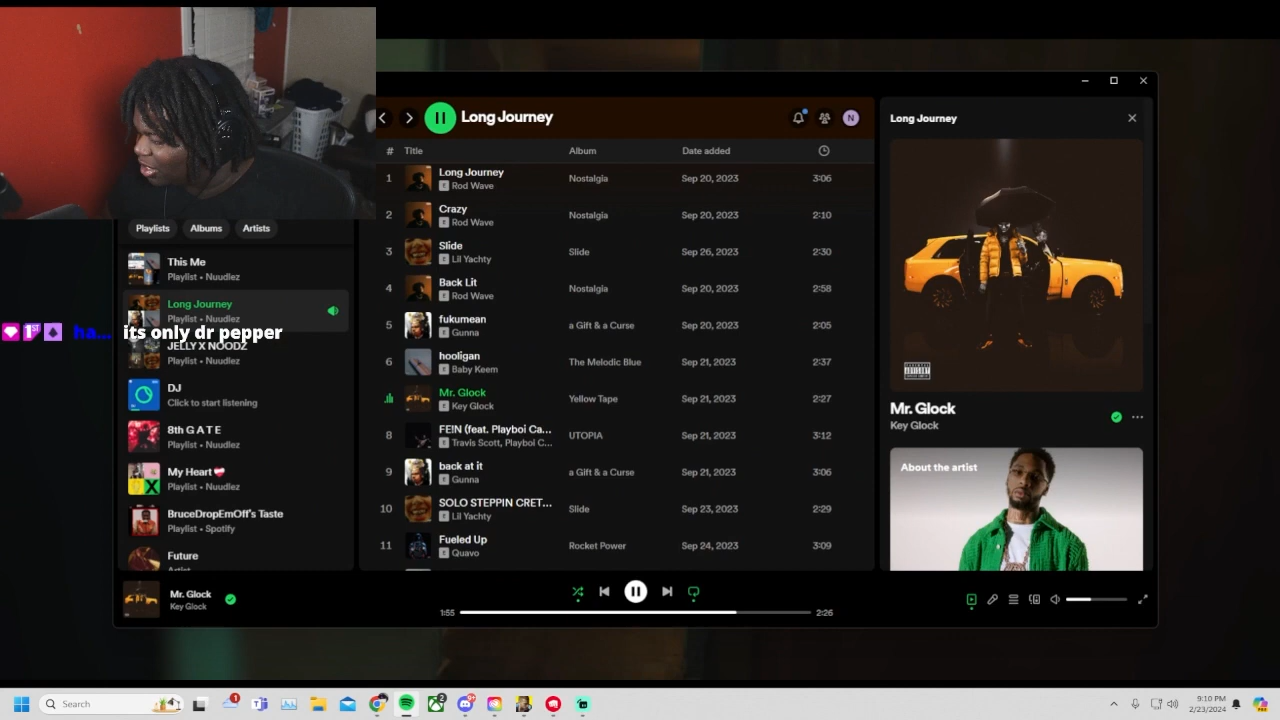 Long Journey
# Title Album Date added
1 Long Journey Nostalgia Sep 20, 2023 3:06
E Rod Wave
2 Crazy Nostalgia Sep 20, 2023 2:10
E Rod Wave
3 Slide Slide Sep 26, 2023 2:30
E Lil Yachty
4 Back Lit Nostalgia Sep 20, 2023 2:58
E Rod Wave
5 fukumean a Gift & a Curse Sep 20, 2023 2:05
E Gunna
6 hooligan The Melodic Blue Sep 21, 2023 2:37
E Baby Keem
Mr. Glock Yellow Tape Sep 21, 2023 2:27
E Key Glock
8 FEIN (feat. Playboi Ca... UTOPIA Sep 21, 2023 3:12
E Travis Scott, Playboi C...
9 back at it a Gift & a Curse Sep 21, 2023 3:06
E Gunna
10 SOLO STEPPIN CRET... Slide Sep 23, 2023 2:29
E Lil Yachty
11 Fueled Up Rocket Power Sep 24, 2023 3:09
E Quavo
N
Playlists Albums Artists
This Me
Playlist • Nuudlez
Long Journey
Playlist • Nuudlez
1ST ha... its only dr pepper
JELLY X NOODZ
Playlist • Nuudlez
DJ
Click to start listening
8th G A T E
Playlist • Nuudlez
My Heart
Playlist • Nuudlez
BruceDropEmOff's Taste
Playlist • Spotify
Future
Artist
Long Journey
Mr. Glock
Key Glock
About the artist
Mr. Glock
Key Glock
1:55 2:26
Search
9:10 PM
2/23/2024